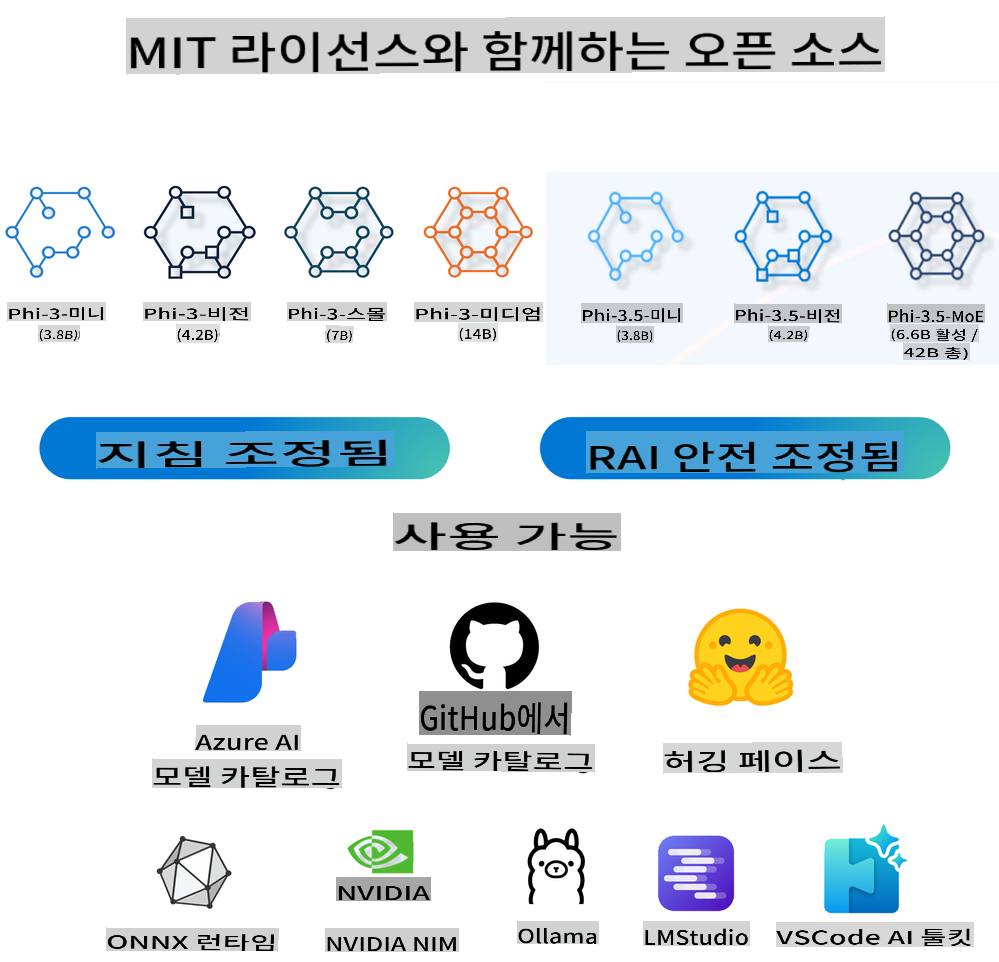 MIT 라이선스와 함께하는 오픈 소스
Phi-3-미니
(3.8B)
Phi-3-비전
(4.2B)
Phi-3-스몰
(7B)
Phi-3-미디엄
(14B)
Phi-3.5-미니
(3.8B)
Phi-3.5-비전
(4.2B)
Phi-3.5-MoE
(6.6B 활성 /
42B 총)
지침 조정됨
RAI 안전 조정됨
사용 가능
Azure AI
모델 카탈로그
GitHub에서
모델 카탈로그
허깅 페이스
ONNX 런타임
NVIDIA
NVIDIA NIM
Ollama
LMStudio
VSCode AI 툴킷